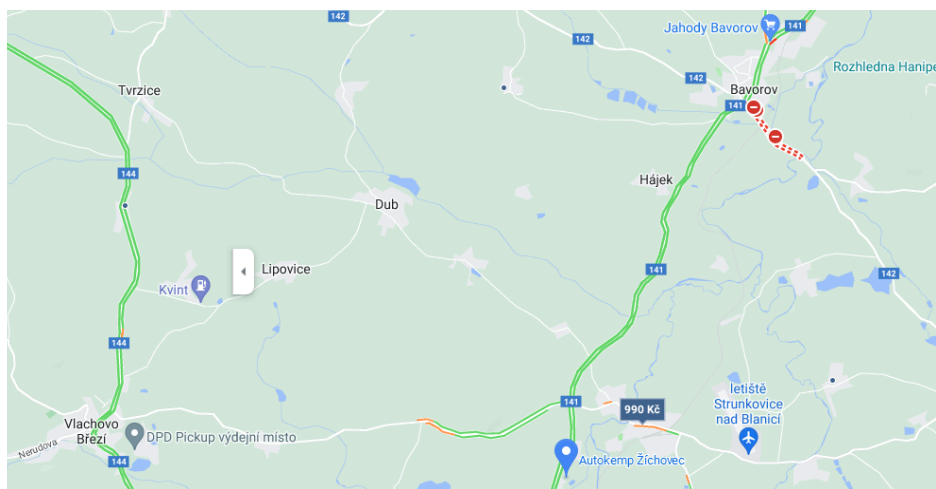 142
141
Jahody Bavorov
142
Rozhledna Hanipe
142
Tvrzice
Bavorov
141
144
Hájek
Dub
Lipovice
141
142
Kvint
144
letiště
Strunkovice
nad Blanicí
141
990 Kč
Vlachovo
Březí
DPD Pickup výdejní místo
Nerudova
144
Autokemp Žíchovec
141